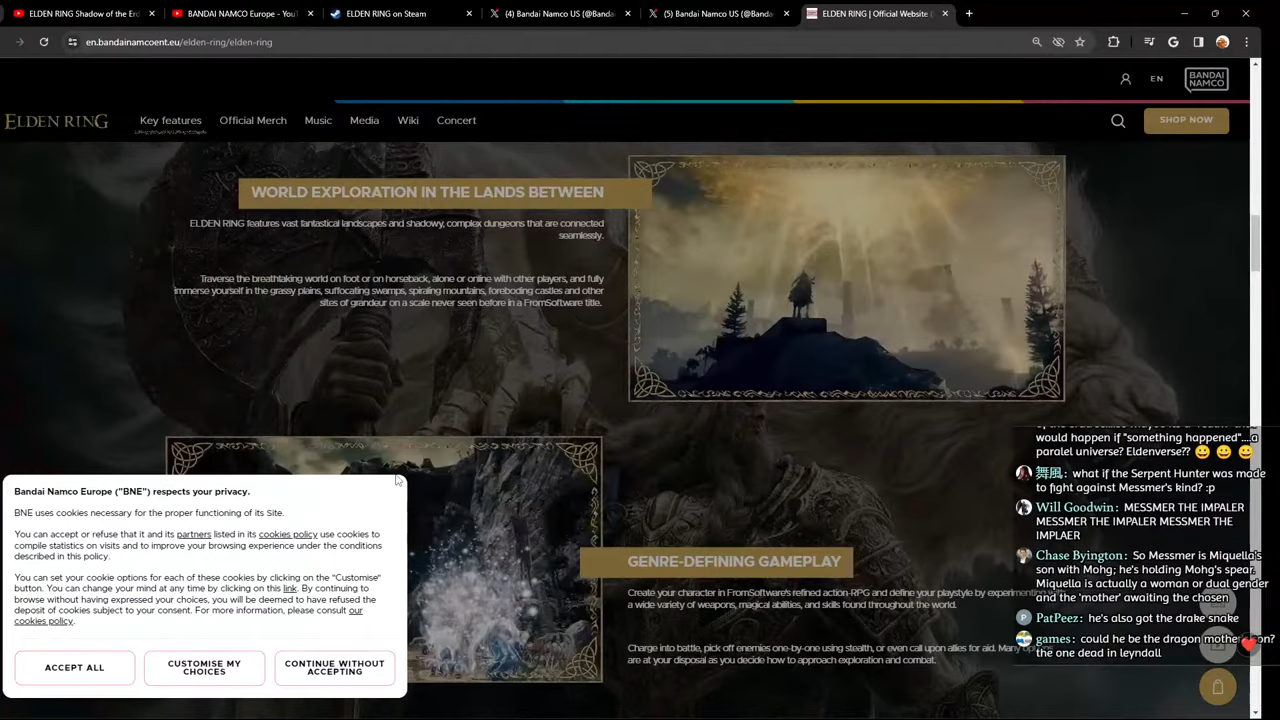 ELDEN RING Shadow of the Er
BANDAI NAMCO Europe - YouT
ELDEN RING on Steam
(4) Bandai Namco US (@Banda
(5) Bandai Namco US (@Banda
ELDEN RING | Official Website
en.bandainamcoent.eu/elden-ring/elden-ring
EN
BANDAI NAMCO
ELDEN RING
Key features
Official Merch
Music
Media
Wiki
Concert
SHOP NOW
WORLD EXPLORATION IN THE LANDS BETWEEN
ELDEN RING features vast fantastical landscapes and shadowy, complex dungeons that are connected
seamlessly.
Traverse the breathtaking world on foot or on horseback, alone or online with other players, and fully
immerse yourself in the grassy plains, suffocating swamps, spiraling mountains, foreboding castles and other
sites of grandeur on a scale never seen before in a FromSoftware title.
GENRE-DEFINING GAMEPLAY
Create your character in FromSoftware's refined action-RPG and define your playstyle by experimenting
a wide variety of weapons, magical abilities, and skills found throughout the world.
Charge into battle, pick off enemies one-by-one using stealth, or even call upon allies for aid. Many
are at your disposal as you decide how to approach exploration and combat.
Bandai Namco Europe ("BNE") respects your privacy.
BNE uses cookies necessary for the proper functioning of its Site.
You can accept or refuse that it and its partners listed in its cookies policy use cookies to
compile statistics on visits and to improve your browsing experience under the conditions
described in this policy.
You can set your cookie options for each of these cookies by clicking on the "Customise"
button. You can change your mind at any time by clicking on this link. By continuing to
browse without having expressed your choices, you will be deemed to have refused the
deposit of cookies subject to your consent. For more information, please consult our
cookies policy.
ACCEPT ALL
CUSTOMISE MY
CHOICES
CONTINUE WITHOUT
ACCEPTING
would happen if "something happened"....a
paralel universe? Eldenverse?? 😀 😀 😀
舞風: what if the Serpent Hunter was made
to fight against Messmer's kind? :p
Will Goodwin: MESSMER THE IMPALER
MESSMER THE IMPALER MESSMER THE
IMPLAER
Chase Byington: So Messmer is Miquella's
son with Mohg; he's holding Mohg's spear.
Miquella is actually a woman or dual gender
and the 'mother' awaiting the chosen
P
PatPeez: he's also got the drake snake
games: could he be the dragon mother on?
the one dead in leyndall